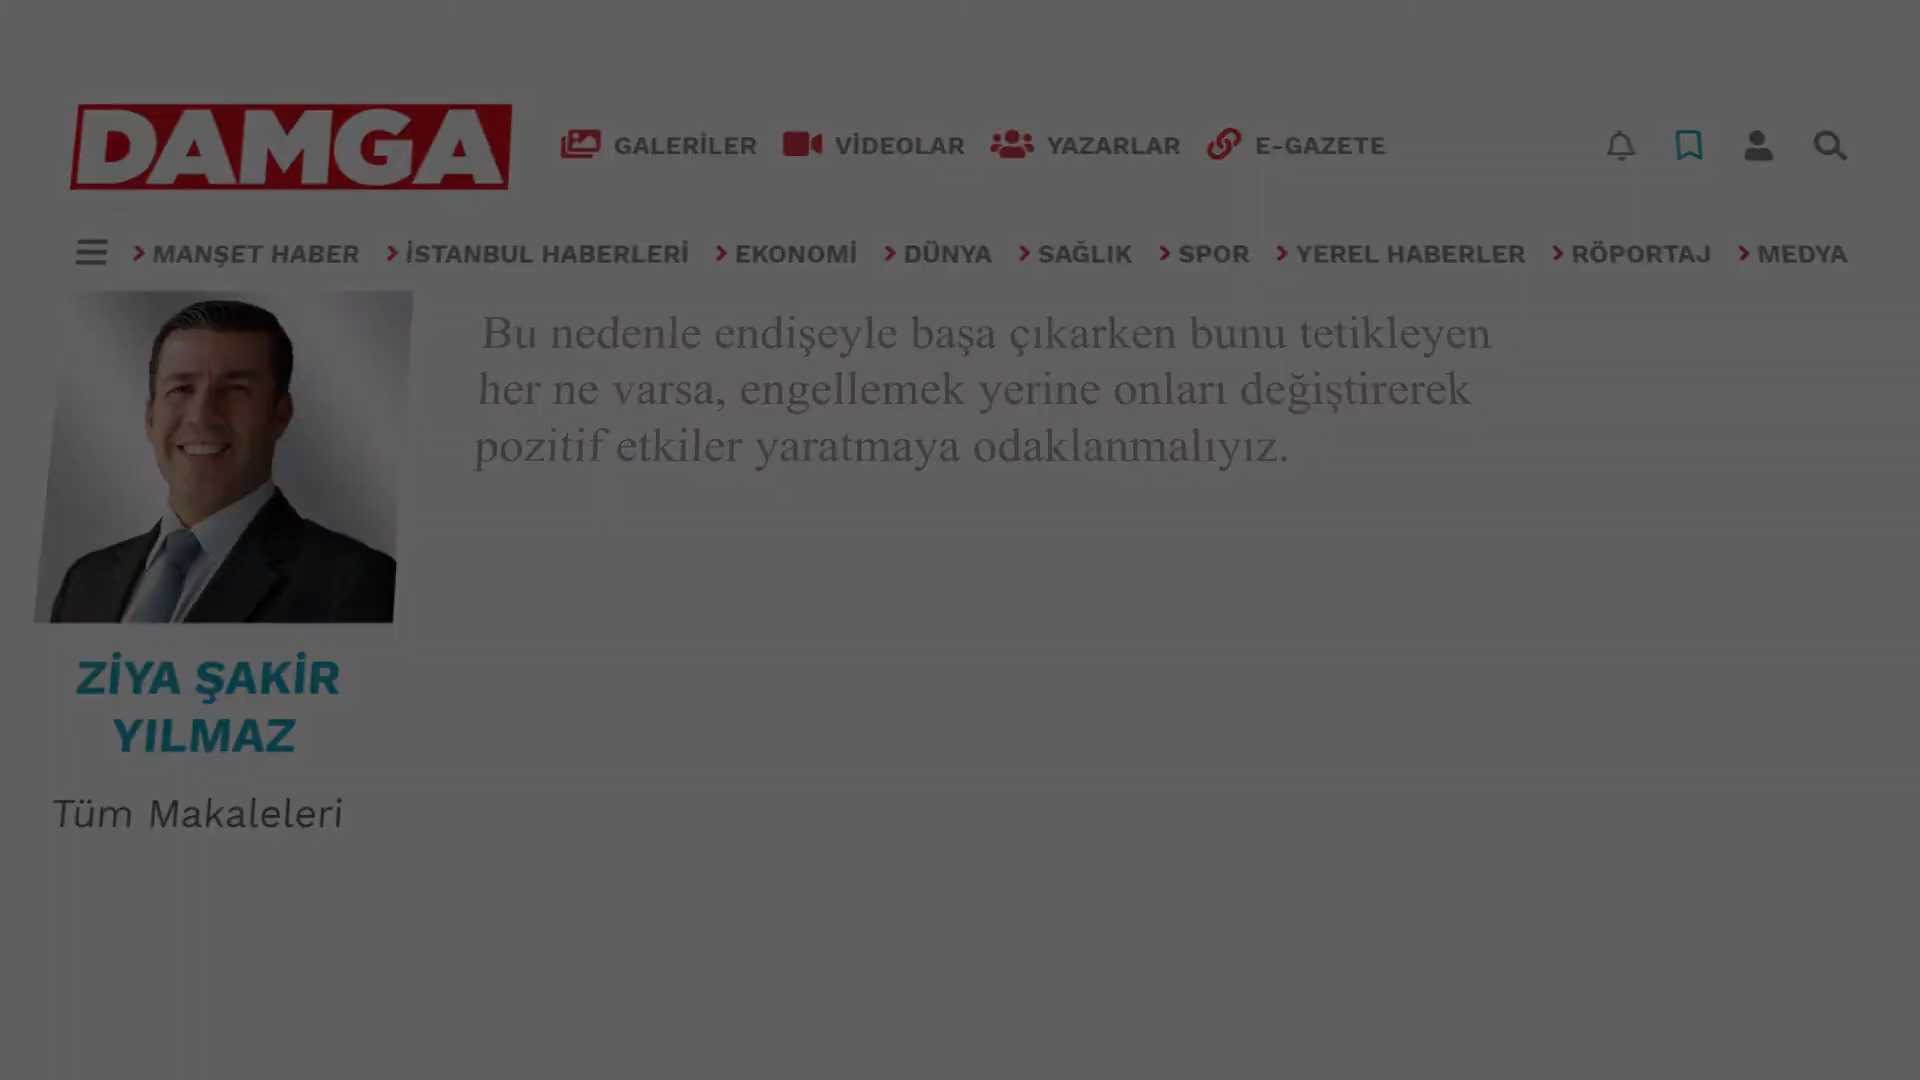 DAMGA
GALERİLER VİDEOLAR YAZARLAR E-GAZETE
MANŞET HABER İSTANBUL HABERLERİ EKONOMİ DÜNYA SAĞLIK SPOR YEREL HABERLER RÖPORTAJ MEDYA
Bu nedenle endişeyle başa çıkarken bunu tetikleyen
her ne varsa, engellemek yerine onları değiştirerek
pozitif etkiler yaratmaya odaklanmalıyız.
ZİYA ŞAKİR
YILMAZ
Tüm Makaleleri